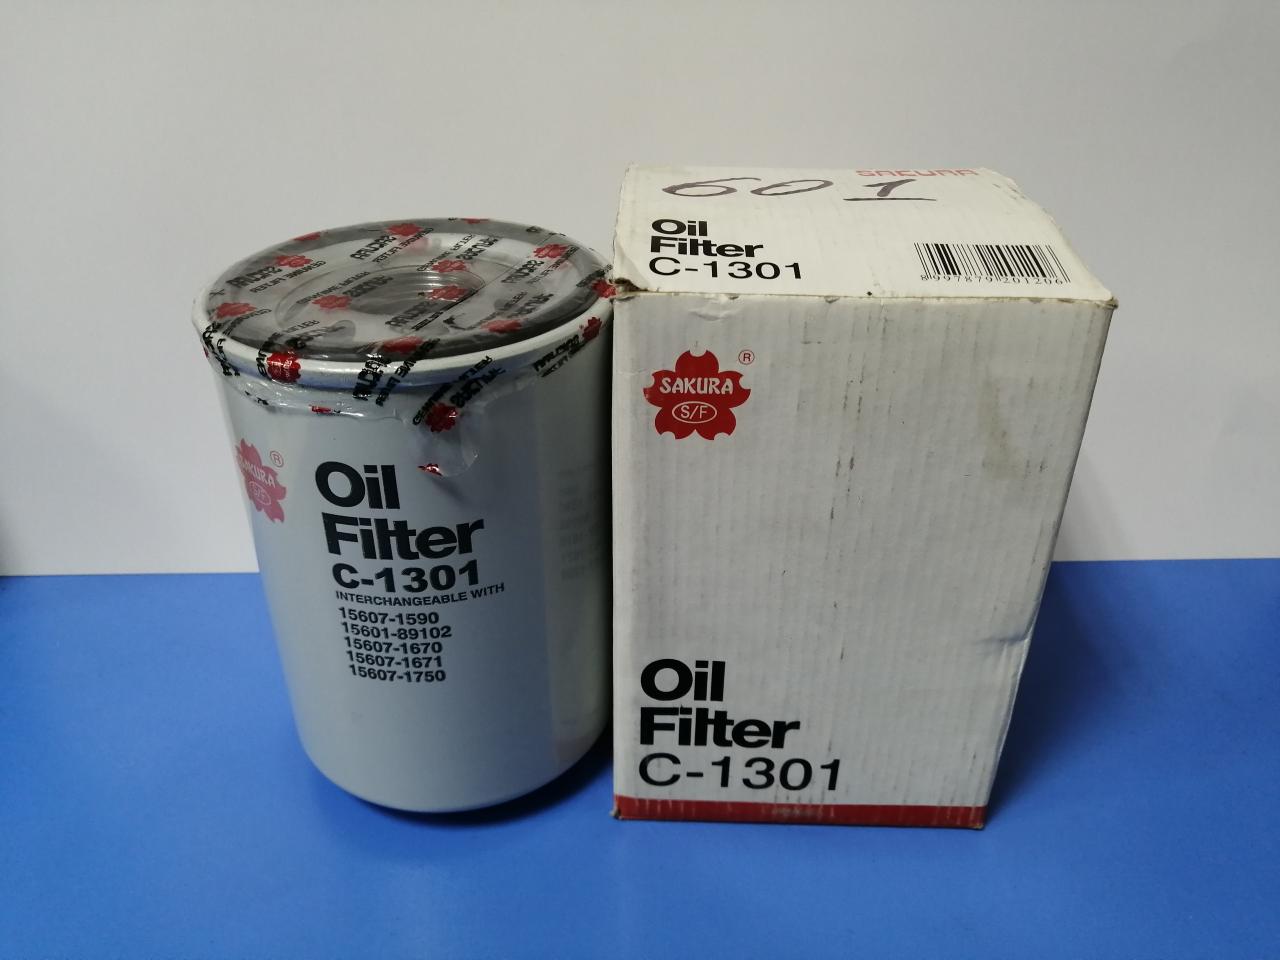 SAKURA
601
Oil
Filter
C-1301
8997879201206
SAKURA
®
S/F
Oil
Filter
C-1301
SAKURA
®
S/F
Oil
Filter
C-1301
INTERCHANGEABLE WITH
15607-1590
15601-89102
15607-1670
15607-1671
15607-1750